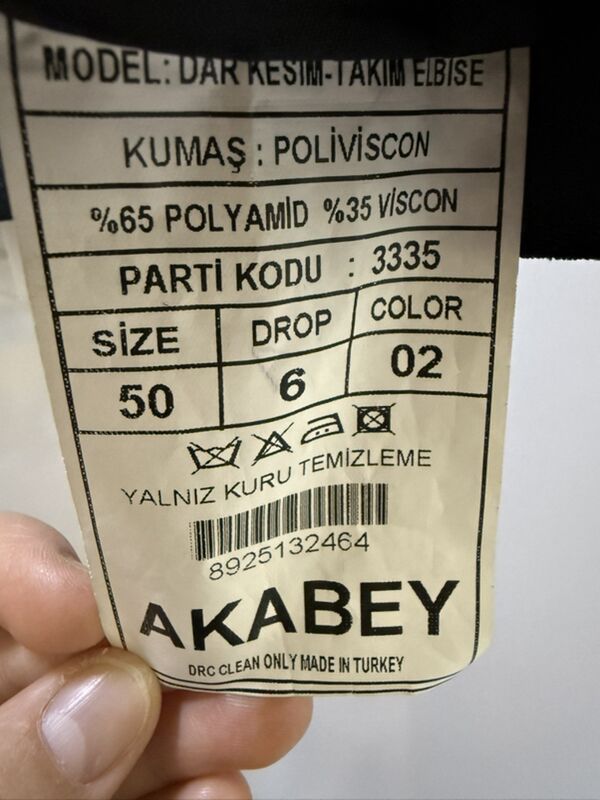 MODEL: DAR KESİM-TAKIM ELBİSE
KUMAŞ : POLİVİSCON
%65 POLYAMİD %35 VİSCON
PARTİ KODU : 3335
SİZE DROP COLOR
50 6 02
YALNIZ KURU TEMİZLEME
8925132464
AKABEY
DRC CLEAN ONLY MADE IN TURKEY